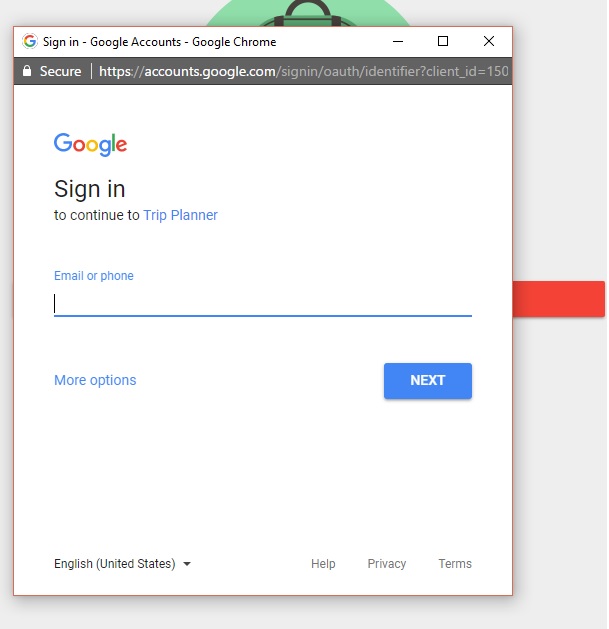 Sign in - Google Accounts - Google Chrome
Secure https://accounts.google.com/signin/oauth/identifier?client_id=150
Google
Sign in
to continue to Trip Planner
Email or phone
More options NEXT
English (United States) Help Privacy Terms